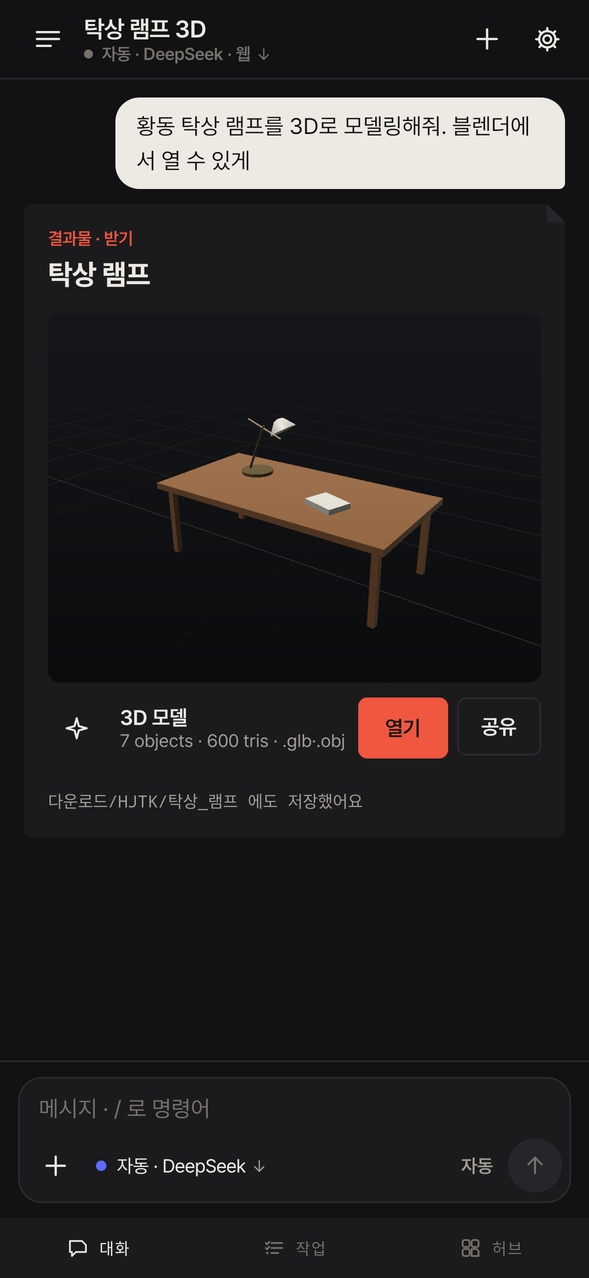 탁상 램프 3D
자동 · DeepSeek · 웹 ↓
황동 탁상 램프를 3D로 모델링해줘. 블렌더에
서 열 수 있게
결과물 · 받기
탁상 램프
3D 모델
7 objects · 600 tris · .glb·.obj
열기
공유
다운로드/HJTK/탁상_램프 에도 저장했어요
메시지 · / 로 명령어
자동 · DeepSeek ↓
자동
대화
작업
허브